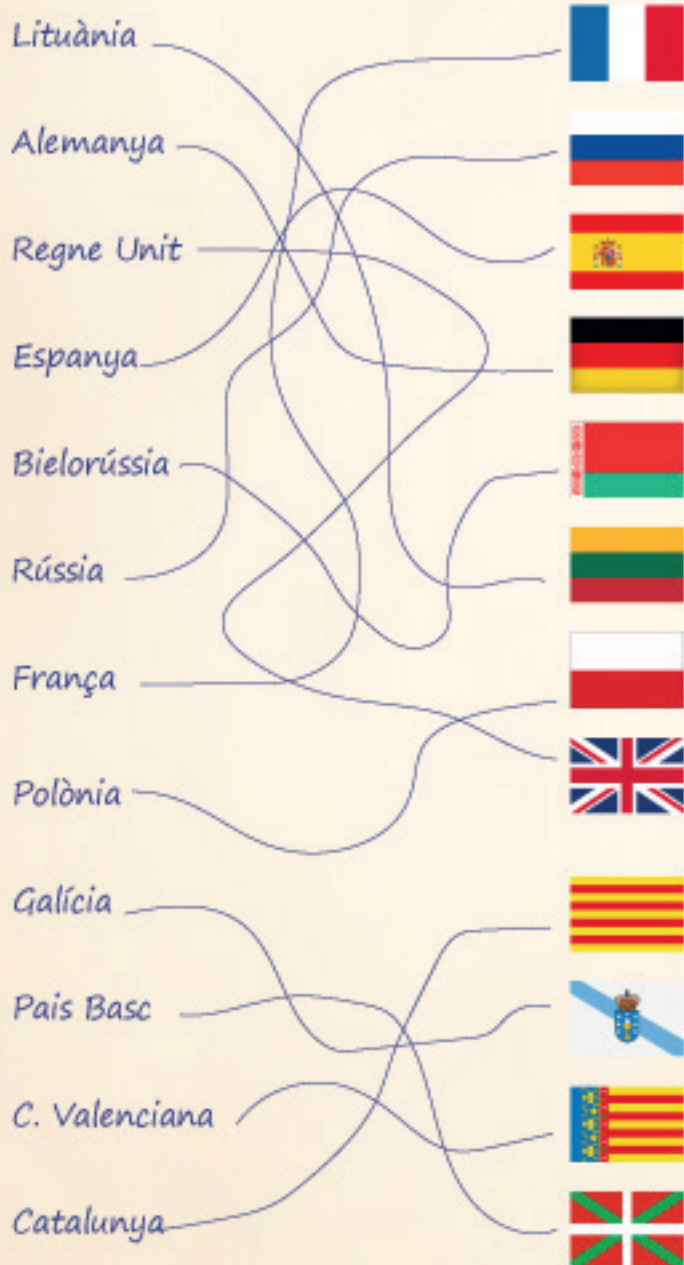 Lituània
Alemanya
Regne Unit
Espanya
Bielorússia
Rússia
França
Polònia
Galícia
Pais Basc
C. Valenciana
Catalunya